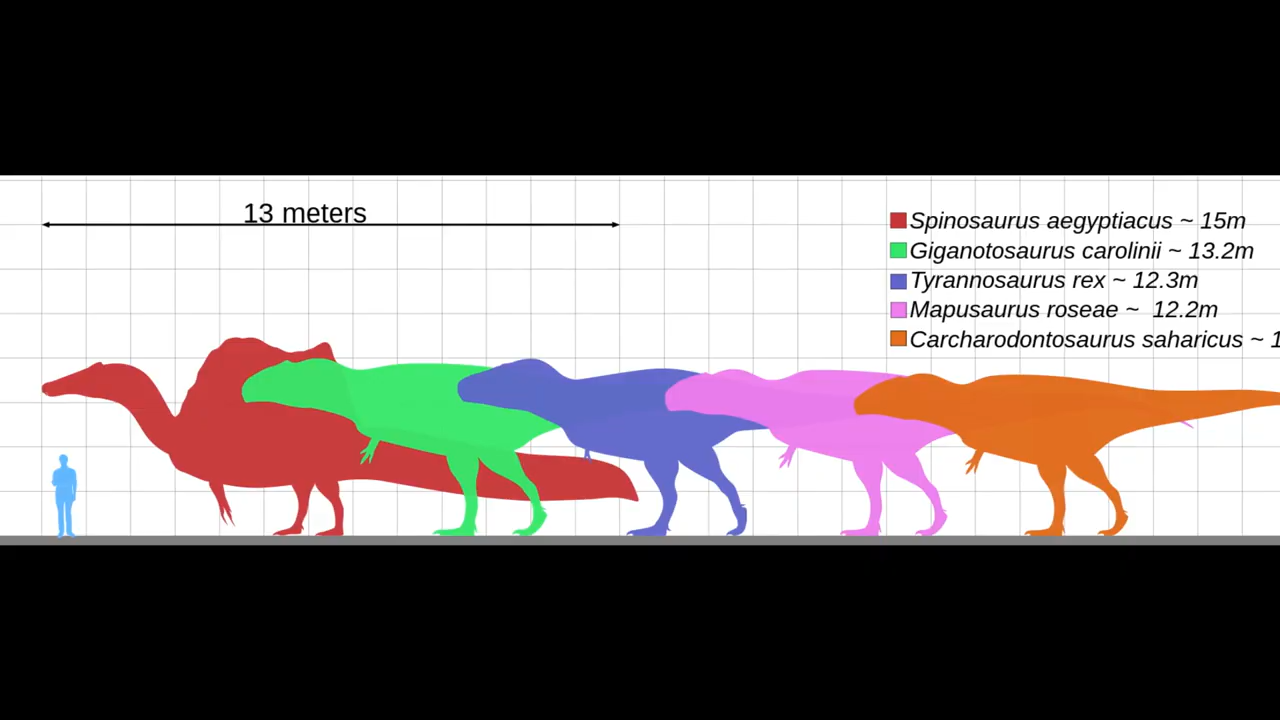 13 meters
Spinosaurus aegyptiacus ~ 15m
Giganotosaurus carolinii ~ 13.2m
Tyrannosaurus rex ~ 12.3m
Mapusaurus roseae ~ 12.2m
Carcharodontosaurus saharicus ~ 1